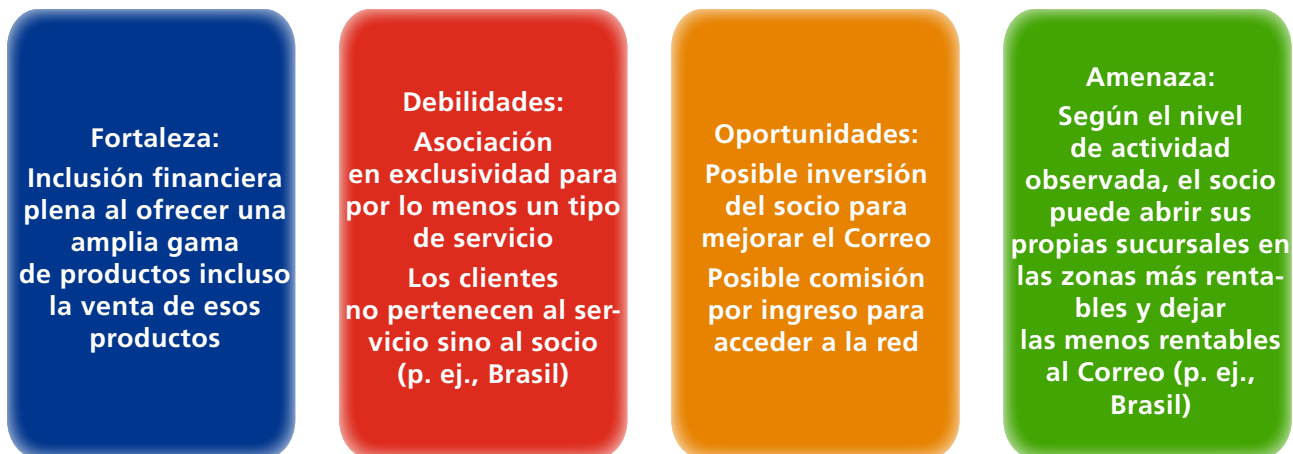 Fortaleza:
Inclusión financiera
plena al ofrecer una
amplia gama
de productos incluso
la venta de esos
productos
Debilidades:
Asociación
en exclusividad para
por lo menos un tipo
de servicio
Los clientes
no pertenecen al ser-
vicio sino al socio
(p. ej., Brasil)
Oportunidades:
Posible inversión
del socio para
mejorar el Correo
Posible comisión
por ingreso para
acceder a la red
Amenaza:
Según el nivel
de actividad
observada, el socio
puede abrir sus
propias sucursales en
las zonas más renta-
bles y dejar
las menos rentables
al Correo (p. ej.,
Brasil)